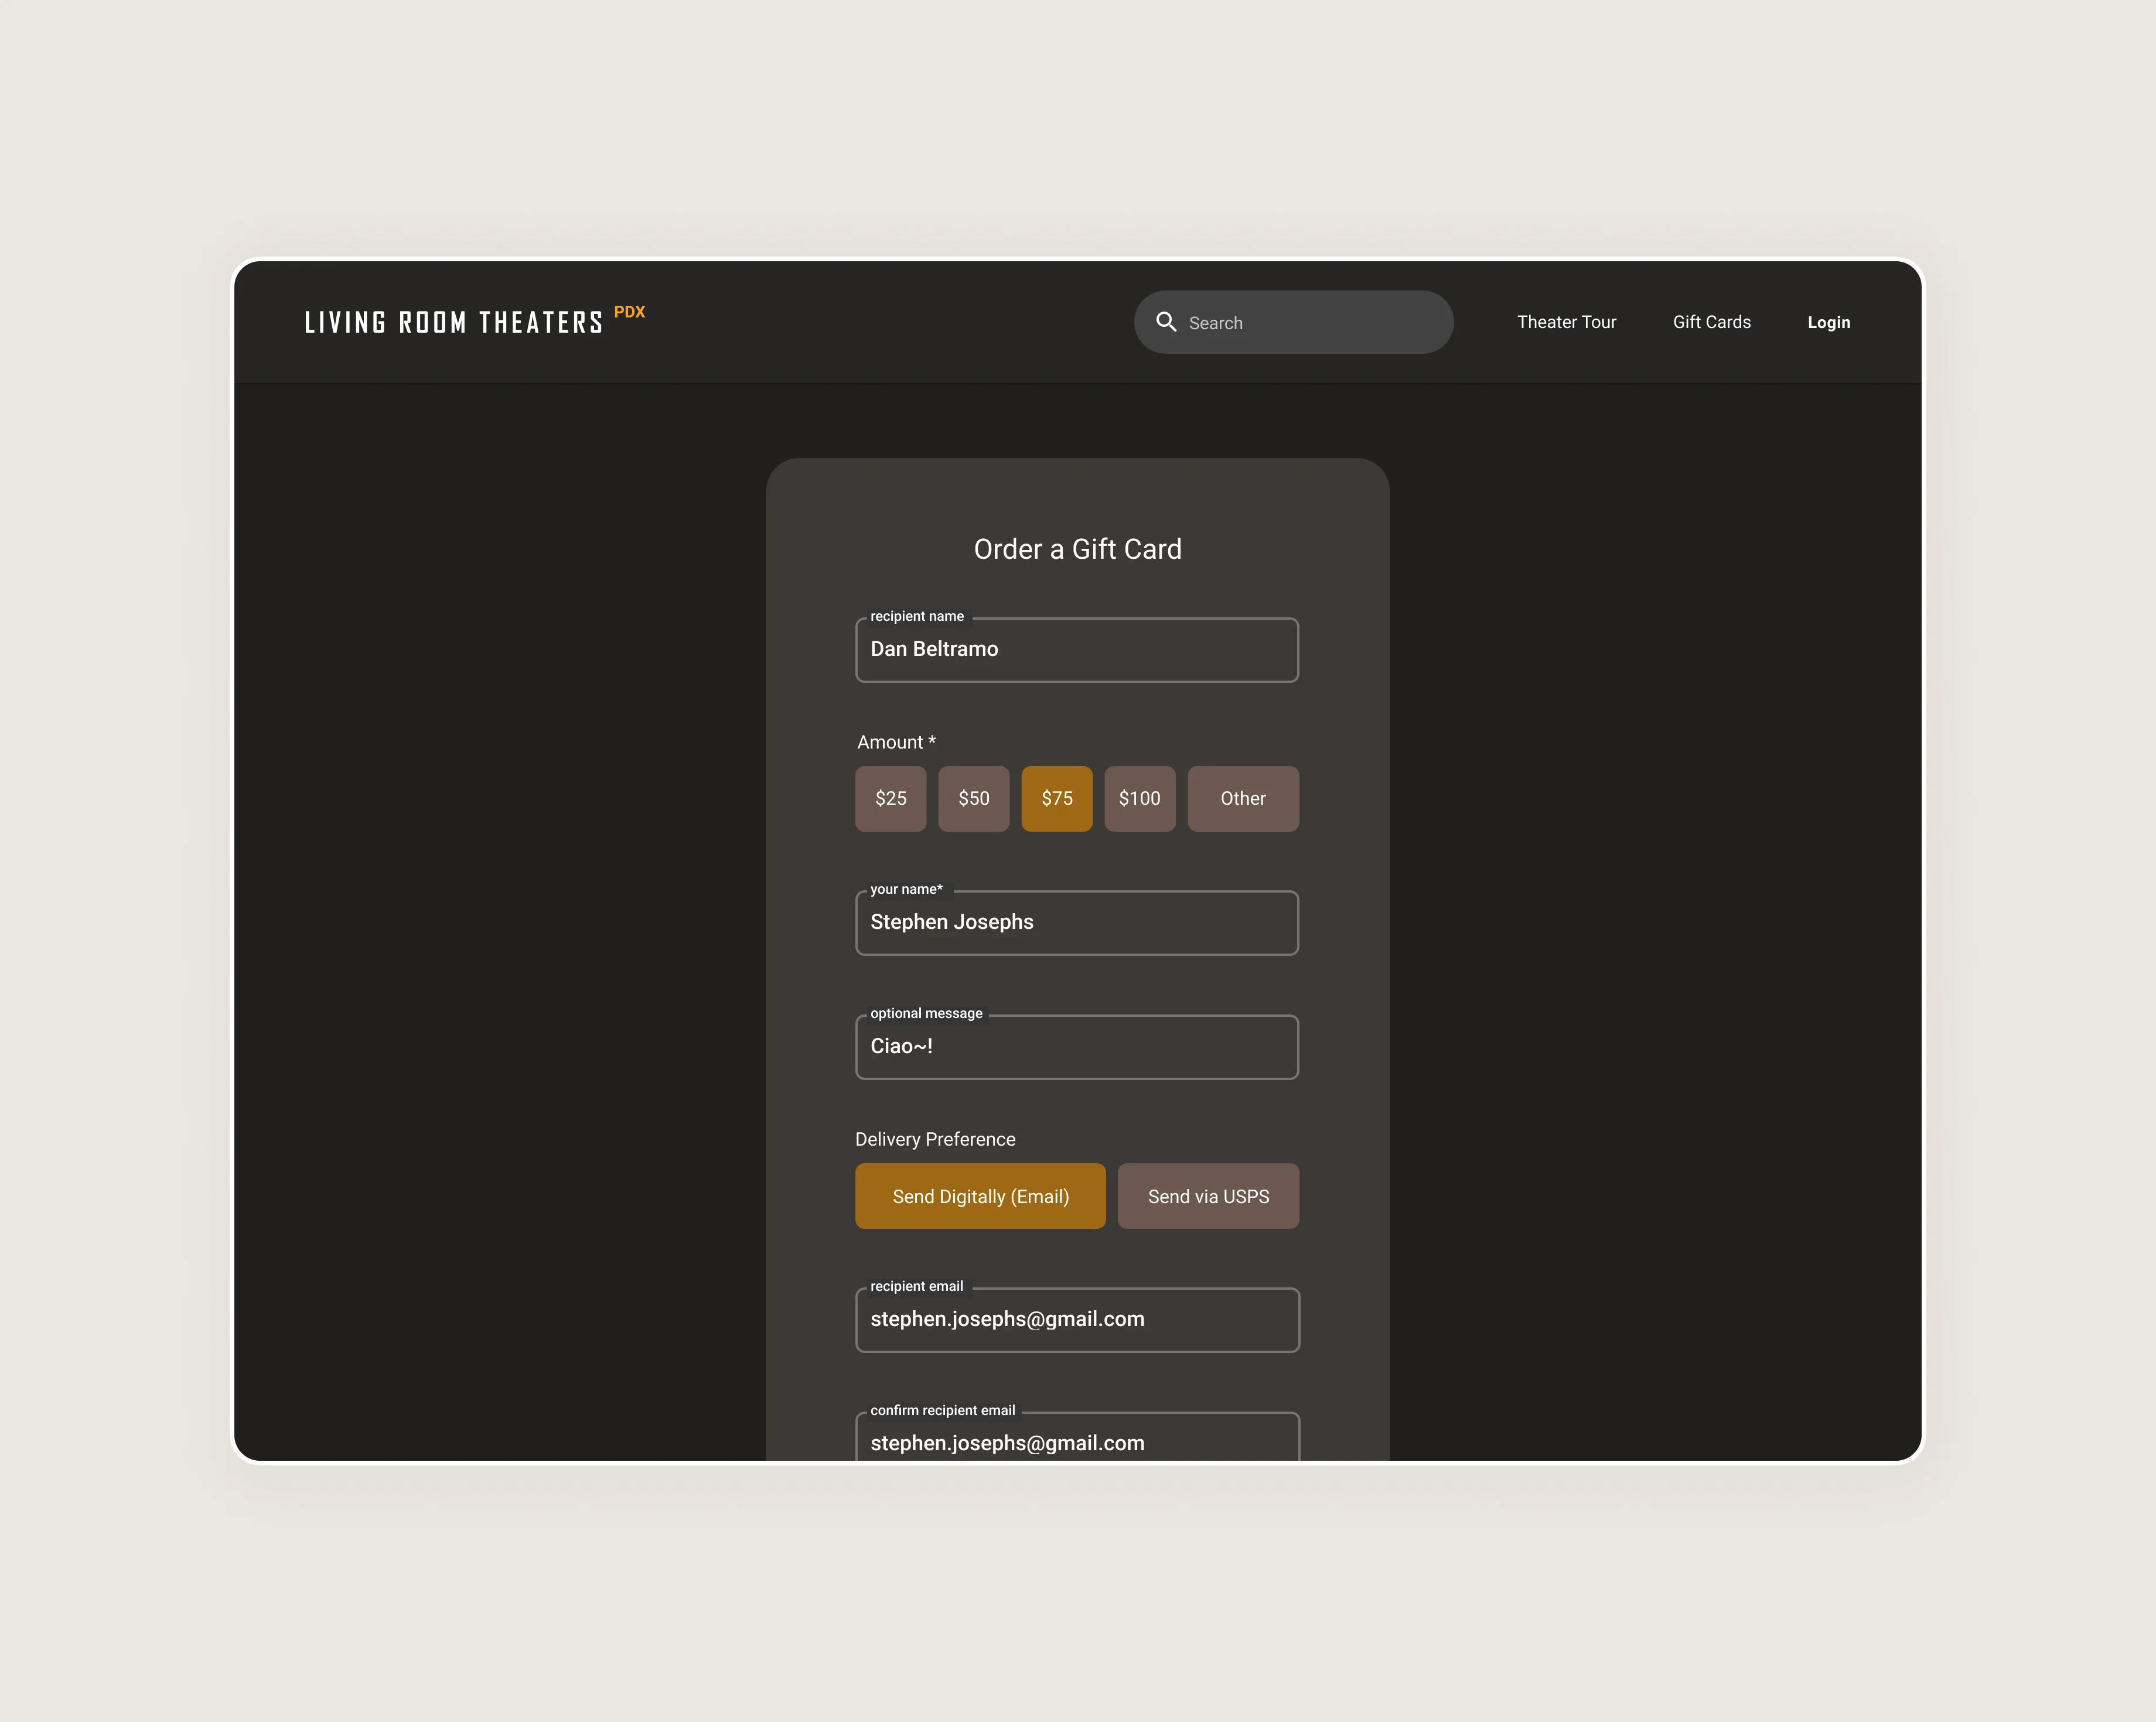 LIVING ROOM THEATERS PDX
Search
Theater Tour
Gift Cards
Login
Order a Gift Card
recipient name
Dan Beltramo
Amount *
$25
$50
$75
$100
Other
your name*
Stephen Josephs
optional message
Ciao~!
Delivery Preference
Send Digitally (Email)
Send via USPS
recipient email
stephen.josephs@gmail.com
confirm recipient email
stephen.josephs@gmail.com